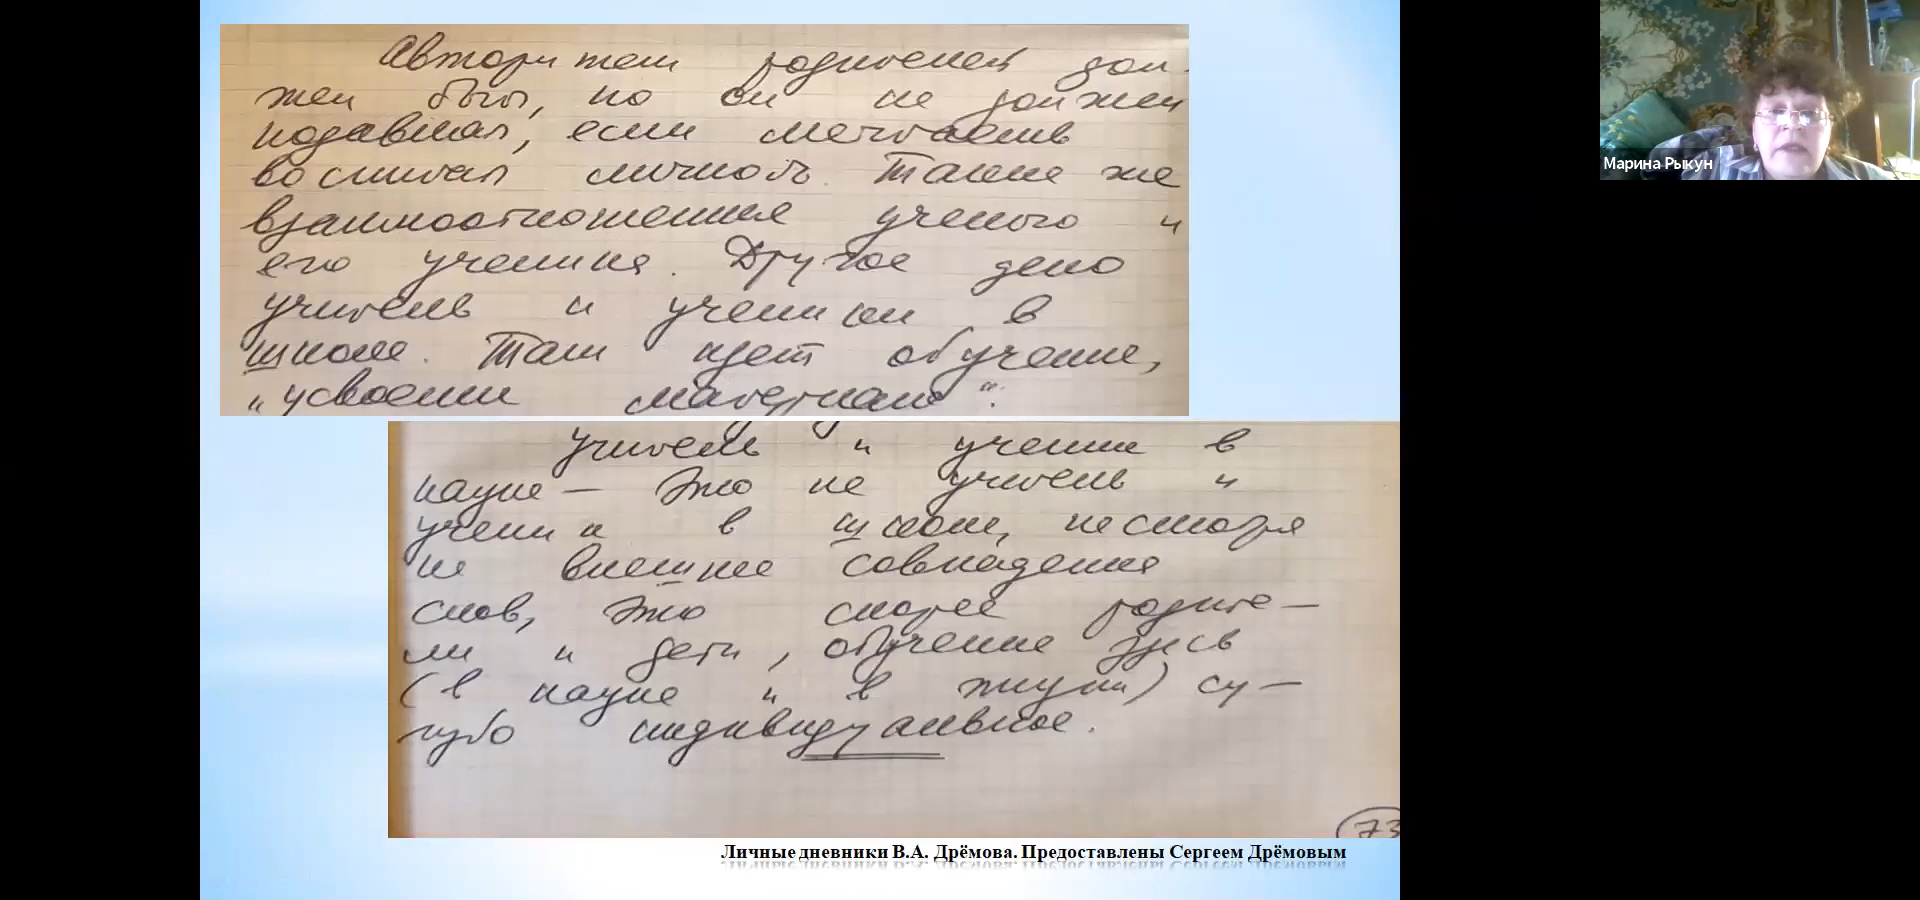 Авторитет родителей дол-
жен быть, но он не должен
подавлять, если мечтаешь
воспитать личность. Такие же
взаимоотношения ученого и
его ученика. Другое дело
учитель и ученики в
школе. Там идет обучение,
"усвоение материала".
Учитель и ученик в
науке — это не учитель и
ученик в школе, несмотря
на внешнее совпадение
слов, это скорее родите—
ли и дети, обучение здесь
(в науке и в жизни) су—
губо индивидуальное.
73
Личные дневники В.А. Дрёмова. Предоставлены Сергеем Дрёмовым
Марина Рыкун